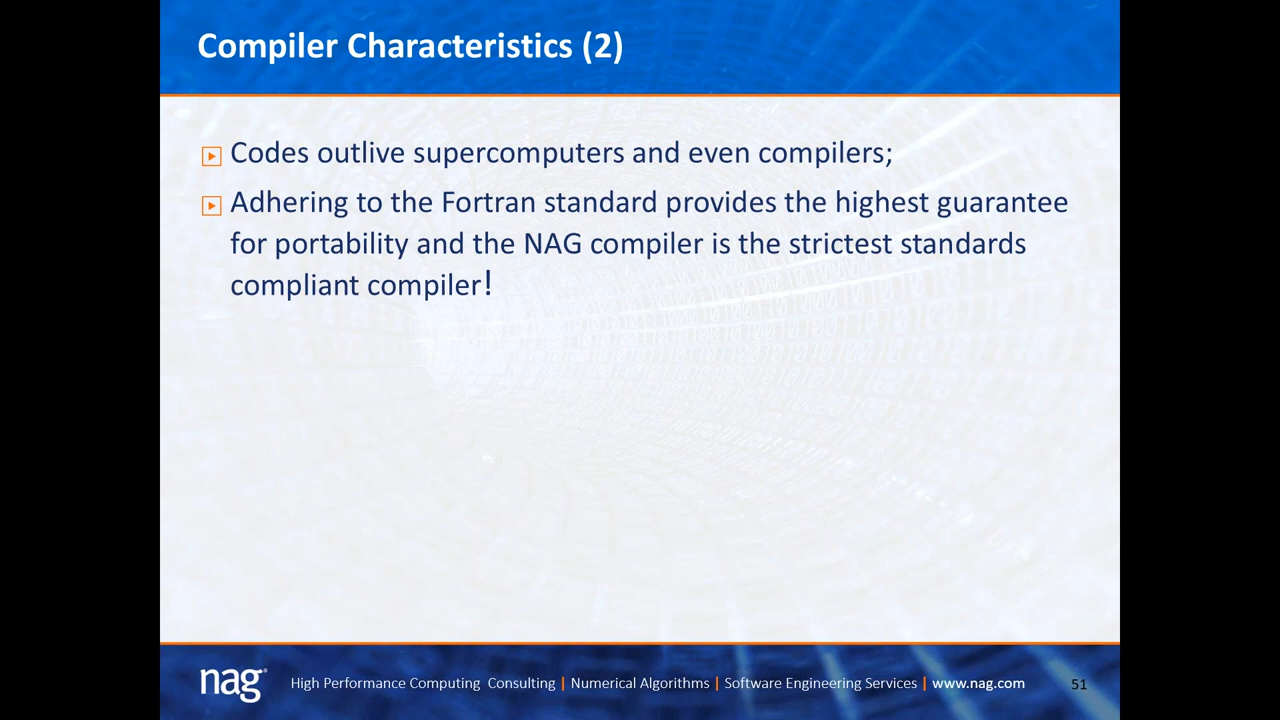 Compiler Characteristics (2)
Codes outlive supercomputers and even compilers;
Adhering to the Fortran standard provides the highest guarantee
for portability and the NAG compiler is the strictest standards
compliant compiler!
nag®
High Performance Computing Consulting | Numerical Algorithms | Software Engineering Services | www.nag.com
51